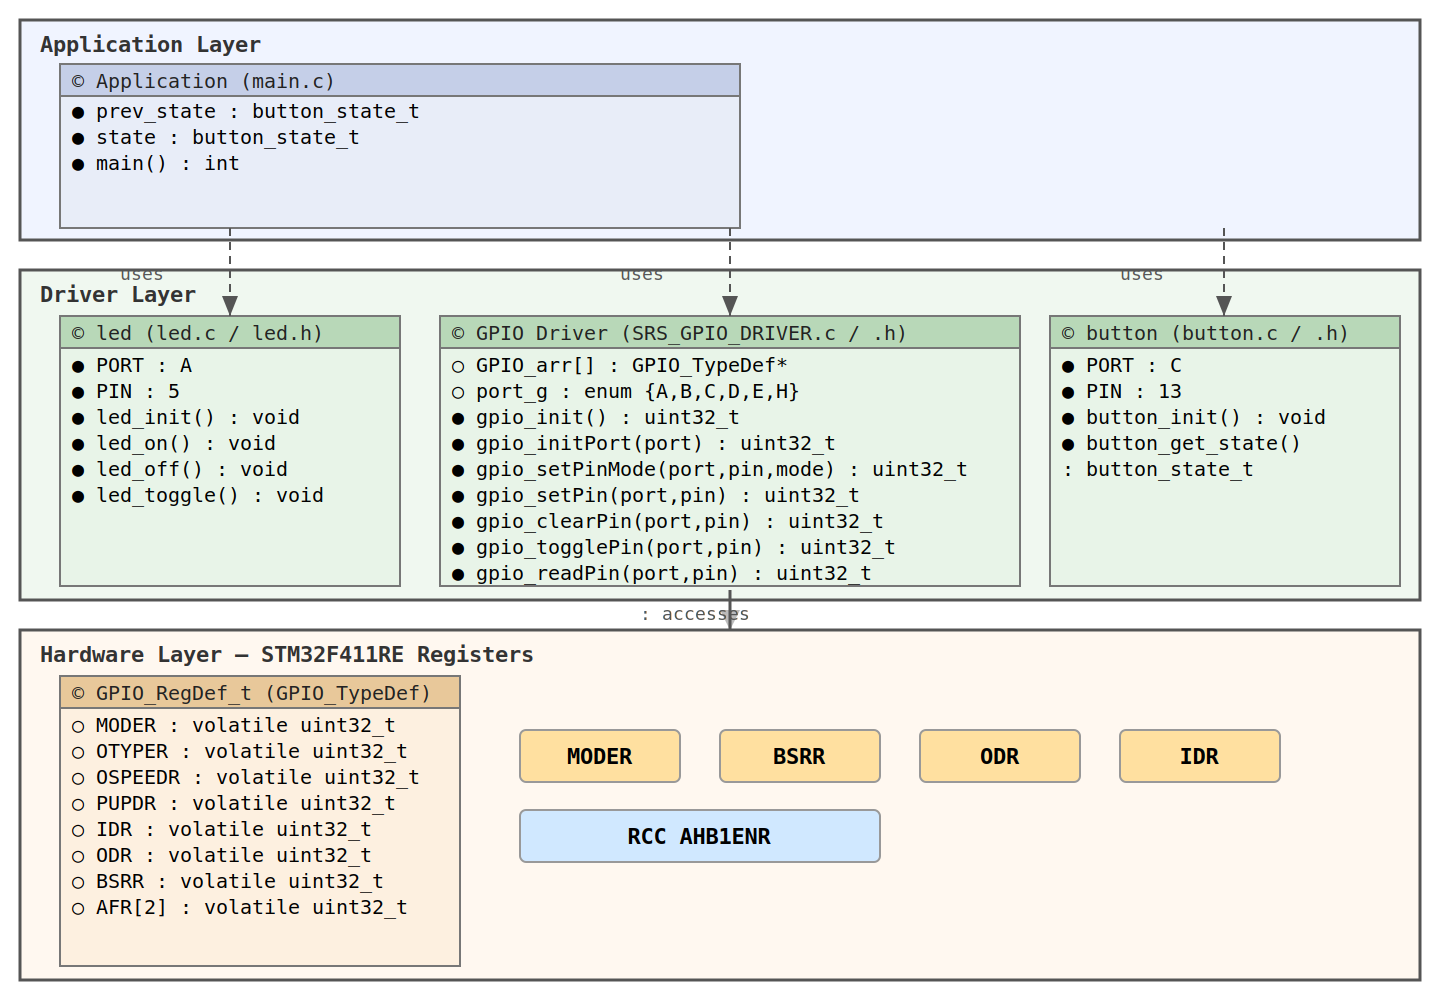 Application Layer
© Application (main.c)
● prev_state : button_state_t
● state : button_state_t
● main() : int
uses
uses
uses
Driver Layer
© led (led.c / led.h)
● PORT : A
● PIN : 5
● led_init() : void
● led_on() : void
● led_off() : void
● led_toggle() : void
© GPIO Driver (SRS_GPIO_DRIVER.c / .h)
○ GPIO_arr[] : GPIO_TypeDef*
○ port_g : enum {A,B,C,D,E,H}
● gpio_init() : uint32_t
● gpio_initPort(port) : uint32_t
● gpio_setPinMode(port,pin,mode) : uint32_t
● gpio_setPin(port,pin) : uint32_t
● gpio_clearPin(port,pin) : uint32_t
● gpio_togglePin(port,pin) : uint32_t
● gpio_readPin(port,pin) : uint32_t
© button (button.c / .h)
● PORT : C
● PIN : 13
● button_init() : void
● button_get_state()
: button_state_t
: accesses
Hardware Layer — STM32F411RE Registers
© GPIO_RegDef_t (GPIO_TypeDef)
○ MODER : volatile uint32_t
○ OTYPER : volatile uint32_t
○ OSPEEDR : volatile uint32_t
○ PUPDR : volatile uint32_t
○ IDR : volatile uint32_t
○ ODR : volatile uint32_t
○ BSRR : volatile uint32_t
○ AFR[2] : volatile uint32_t
MODER
BSRR
ODR
IDR
RCC AHB1ENR